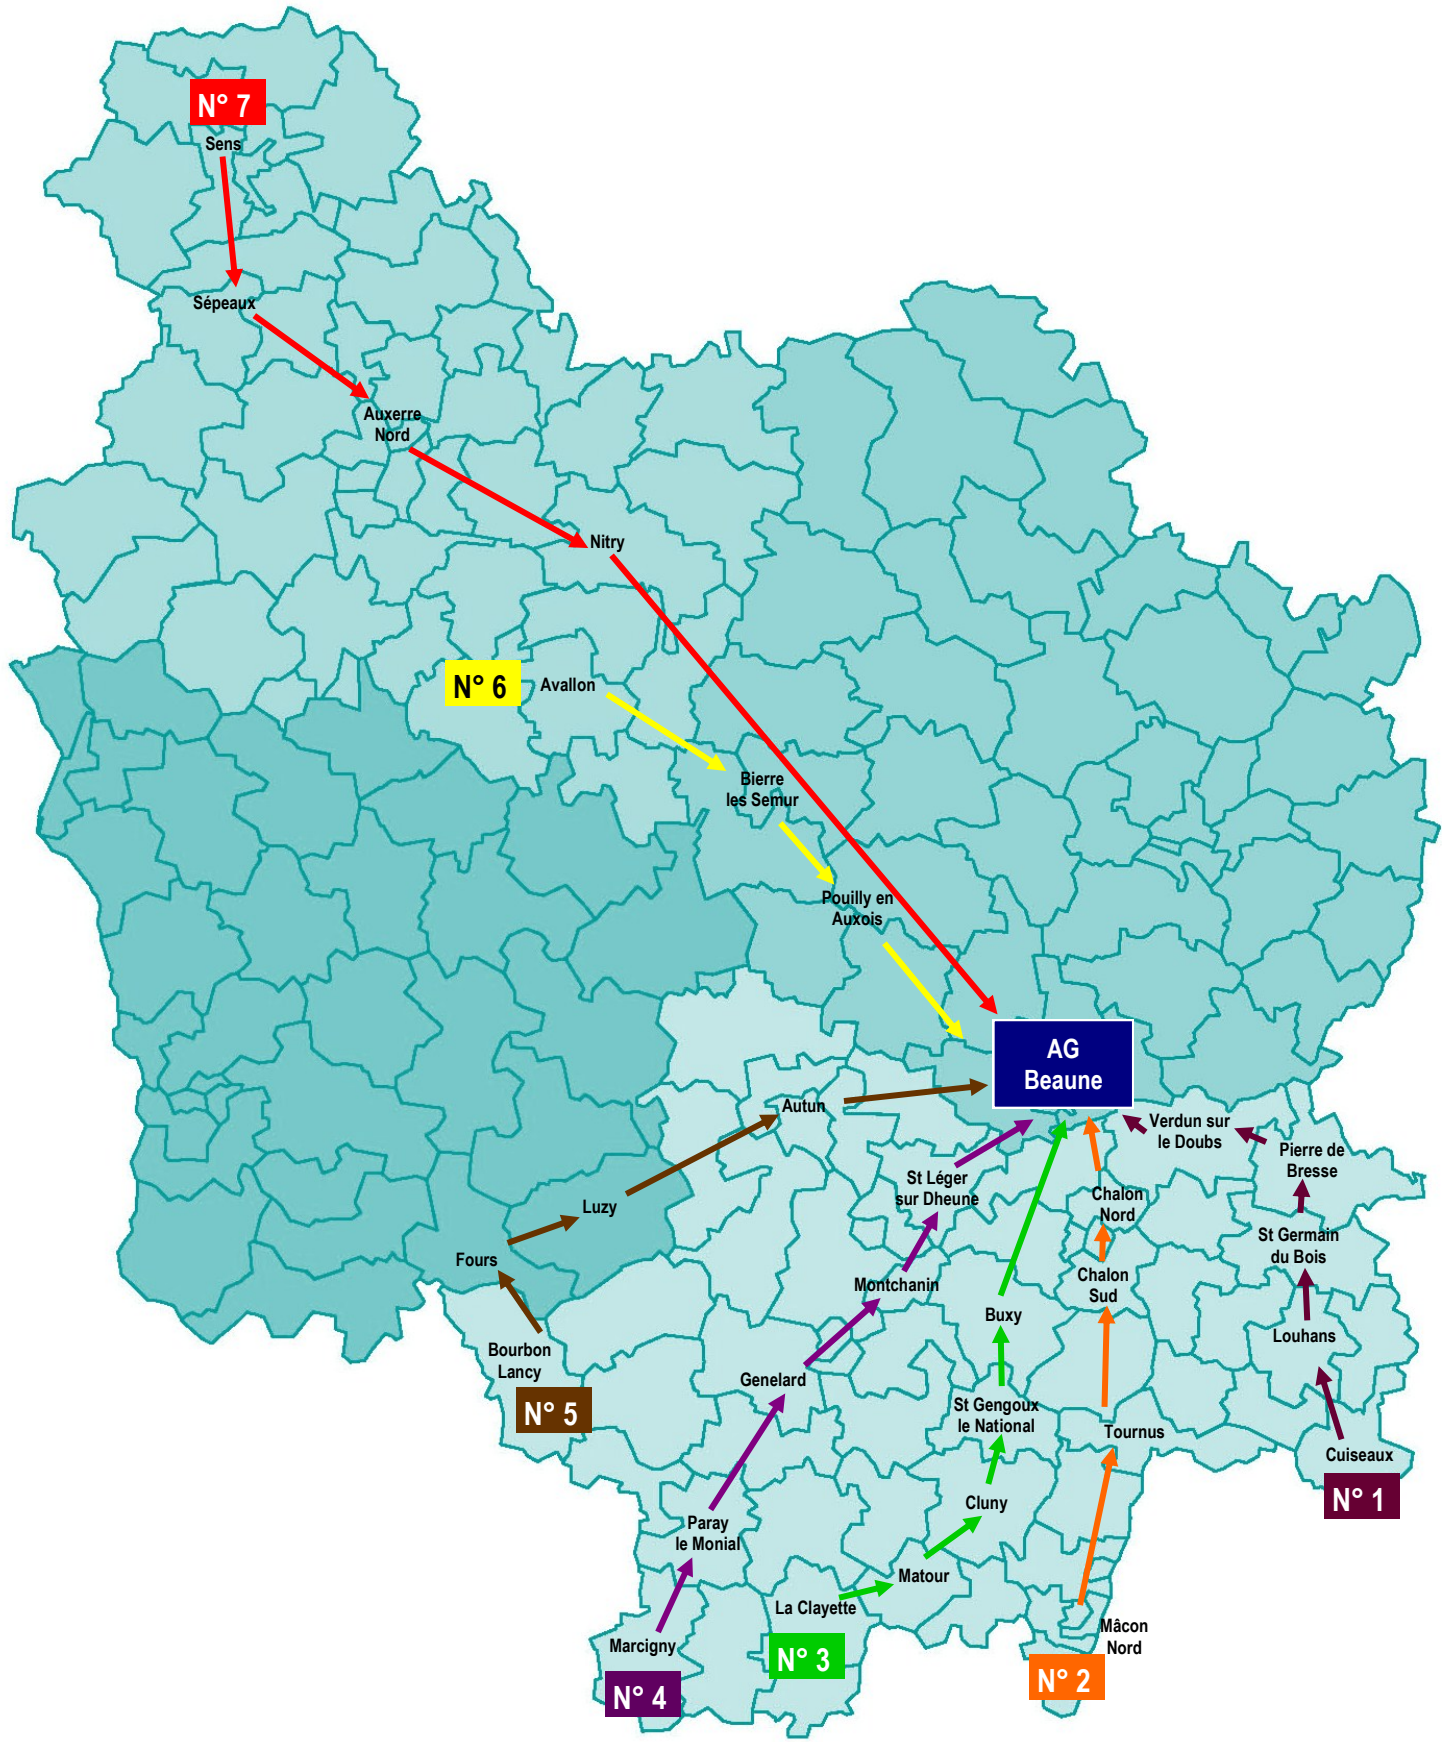 N° 7
Sens
Sépeaux
Auxerre
Nord
Nitry
N° 6
Avallon
Bierre
les Semur
Pouilly en
Auxois
AG
Beaune
Autun
Verdun sur
le Doubs
Pierre de
Bresse
St Léger
sur Dheune
Chalon
Nord
Luzy
St Germain
du Bois
Fours
Montchanin
Chalon
Sud
Buxy
Louhans
Bourbon
Lancy
Genelard
N° 5
St Gengoux
le National
Tournus
Cuiseaux
N° 1
Cluny
Paray
le Monial
Matour
La Clayette
Mâcon
Nord
Marcigny
N° 3
N° 2
N° 4